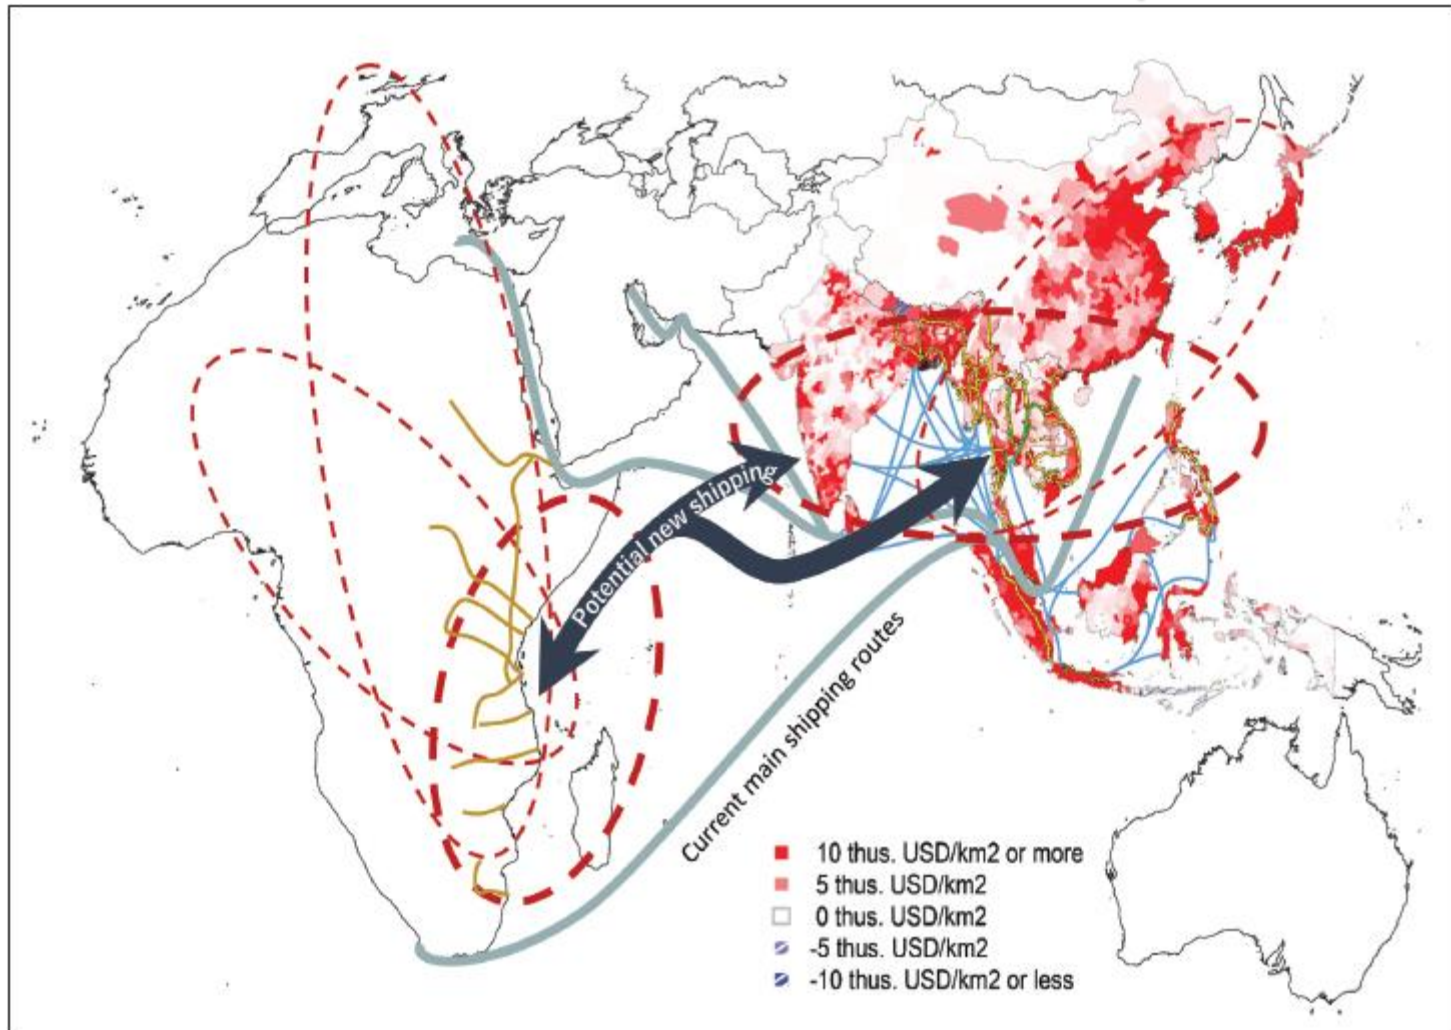 Potential new shipping
Current main shipping routes
10 thus. USD/km2 or more
5 thus. USD/km2
0 thus. USD/km2
-5 thus. USD/km2
-10 thus. USD/km2 or less